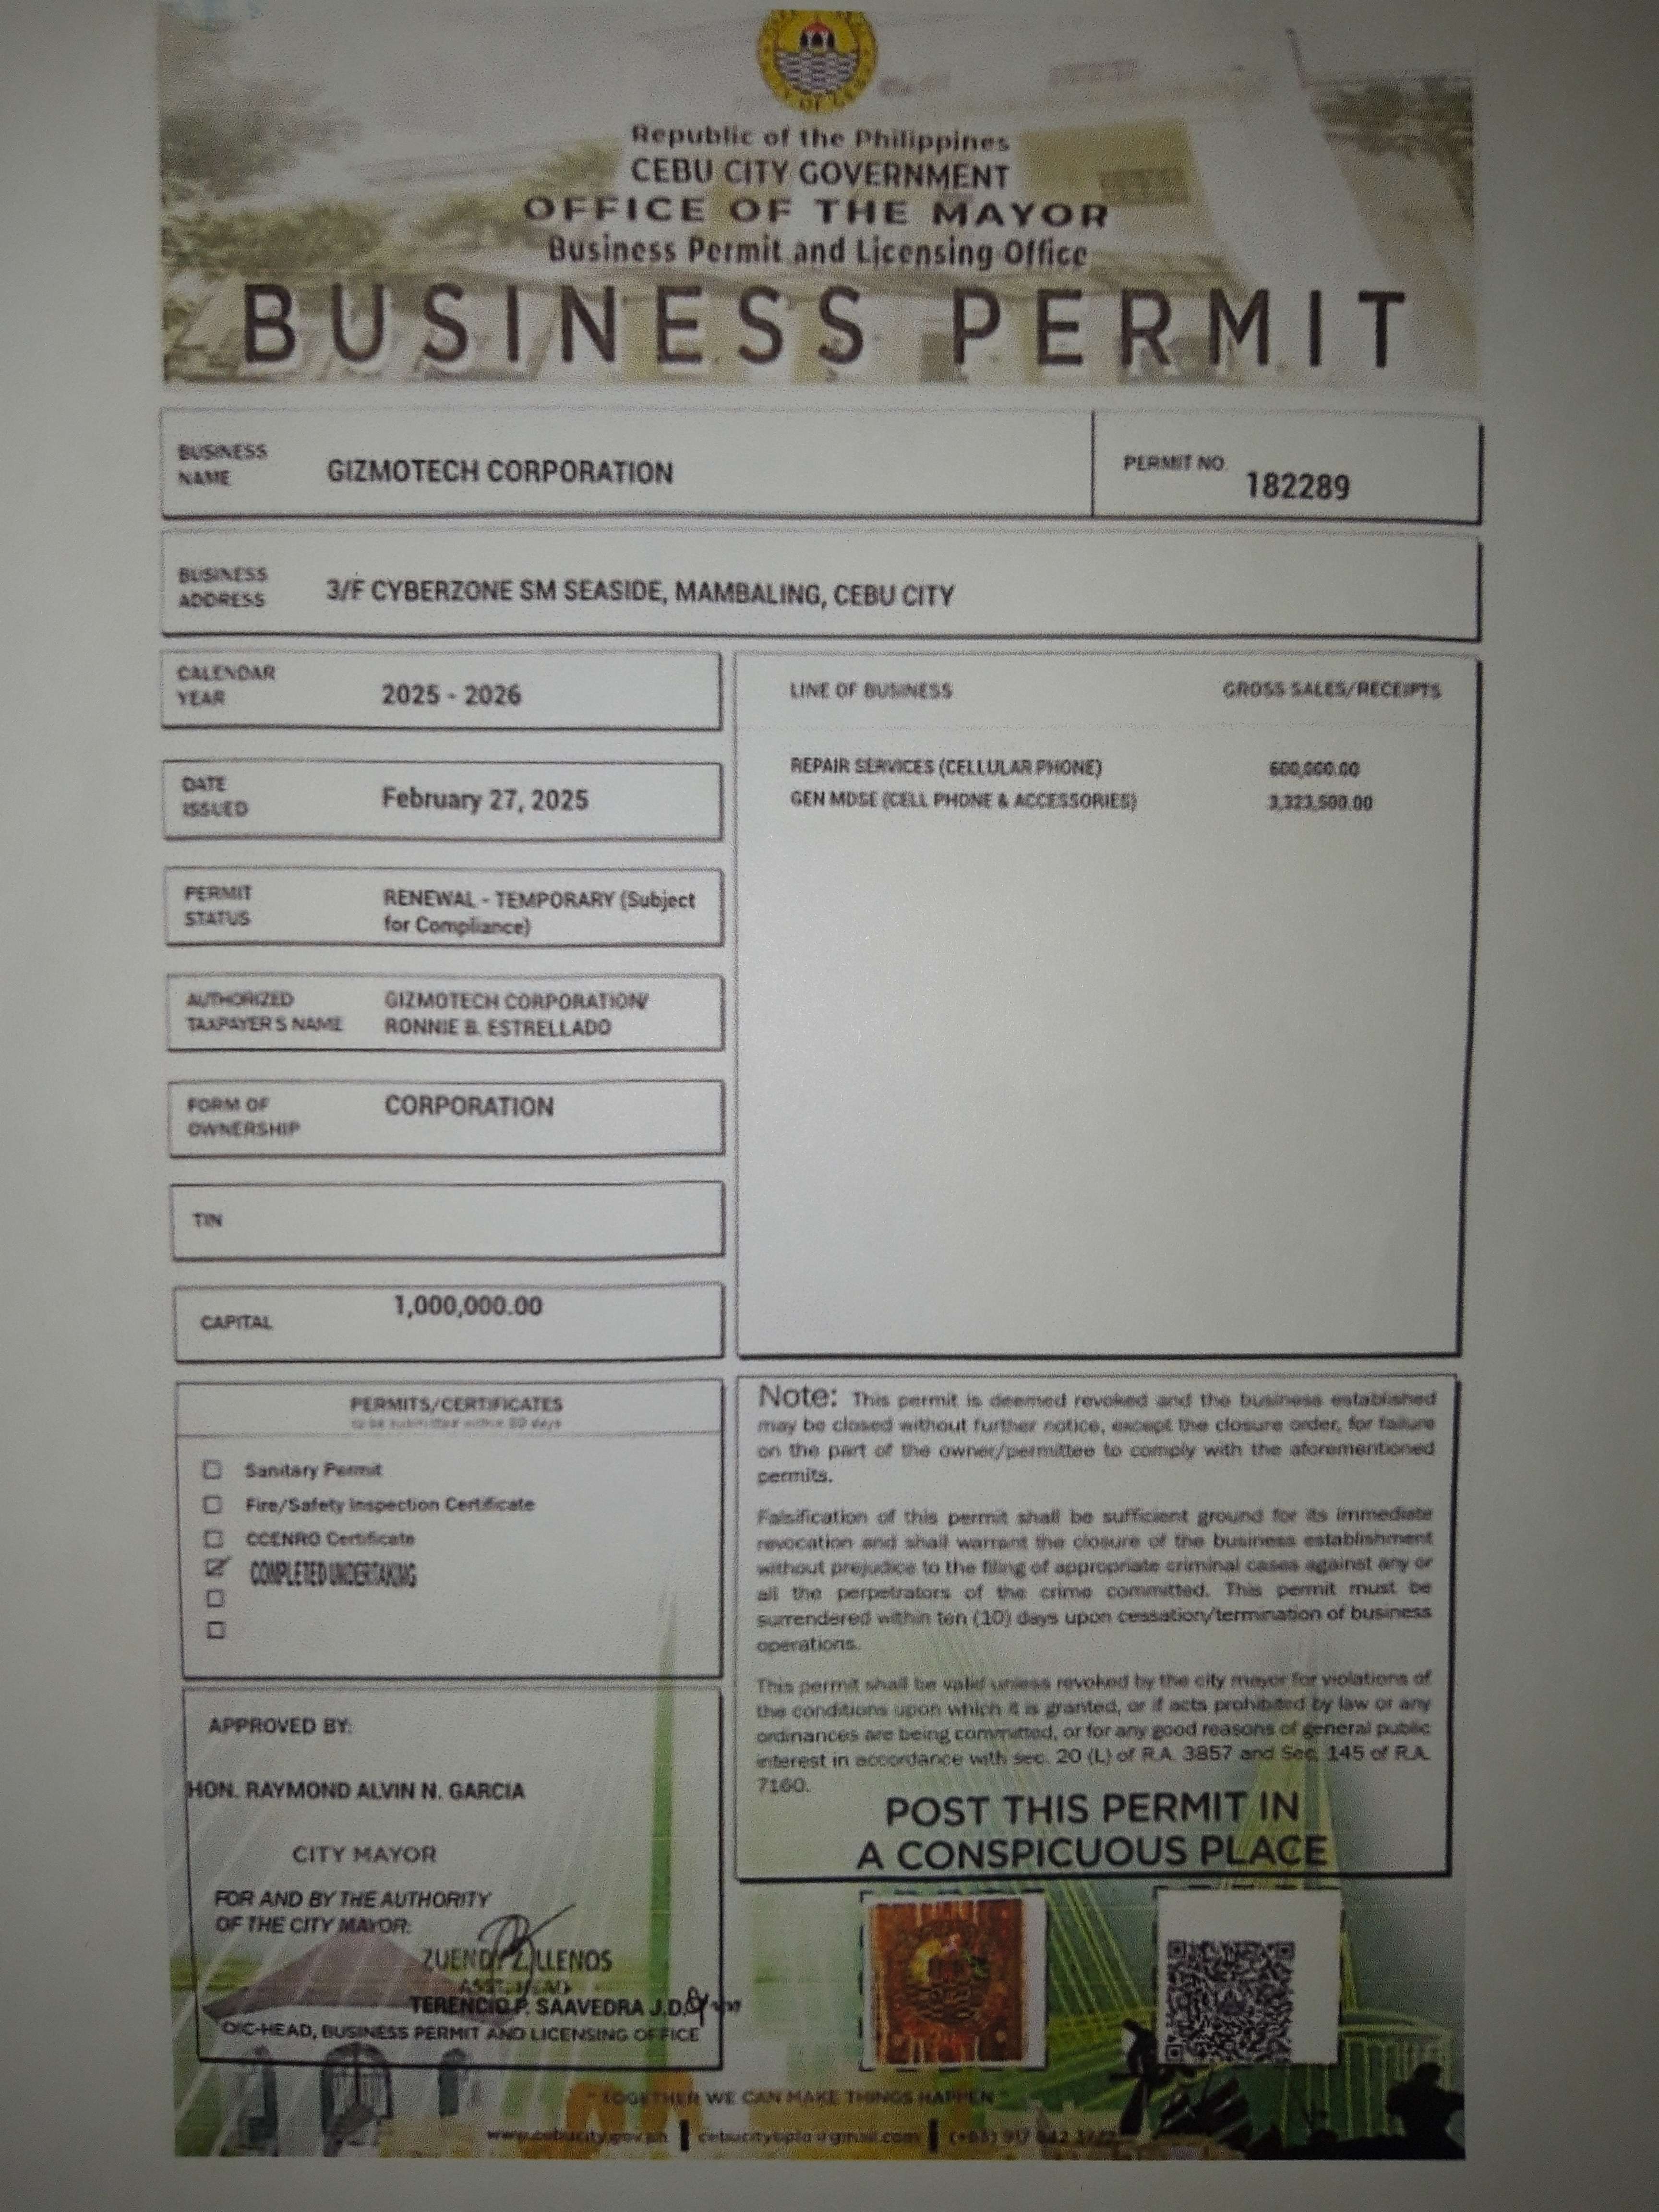 Republic of the Philippines
CEBU CITY GOVERNMENT
OFFICE OF THE MAYOR
Business Permit and Licensing Office
BUSINESS PERMIT
BUSINESS NAME
GIZMOTECH CORPORATION
PERMIT NO.
182289
BUSINESS ADDRESS
3/F CYBERZONE SM SEASIDE, MAMBALING, CEBU CITY
CALENDAR YEAR
2025 - 2026
DATE ISSUED
February 27, 2025
PERMIT STATUS
RENEWAL - TEMPORARY (Subject
for Compliance)
AUTHORIZED TAXPAYER'S NAME
GIZMOTECH CORPORATION/
RONNIE B. ESTRELLADO
FORM OF OWNERSHIP
CORPORATION
TIN
CAPITAL
1,000,000.00
LINE OF BUSINESS
GROSS SALES/RECEIPTS
REPAIR SERVICES (CELLULAR PHONE)
600,000.00
GEN MDSE (CELL PHONE & ACCESSORIES)
3,323,500.00
PERMITS/CERTIFICATES
to be submitted within days
Sanitary Permit
Fire/Safety Inspection Certificate
CCENRO Certificate
COMPLETED UNDERTAKING
Note: This permit is deemed revoked and the business established
may be closed without further notice, except the closure order, for failure
on the part of the owner/permittee to comply with the aforementioned
permits.
Falsification of this permit shall be sufficient ground for its immediate
revocation and shall warrant the closure of the business establishment
without prejudice to the filing of appropriate criminal cases against any or
all the perpetrators of the crime committed. This permit must be
surrendered within ten (10) days upon cessation/termination of business
operations.
This permit shall be valid unless revoked by the city mayor for violations of
the conditions upon which it is granted, or if acts prohibited by law or any
ordinances are being committed, or for any good reasons of general public
interest in accordance with sec. 20 (L) of R.A. 3857 and Sec. 145 of R.A.
7160.
POST THIS PERMIT IN
A CONSPICUOUS PLACE
APPROVED BY:
HON. RAYMOND ALVIN N. GARCIA
CITY MAYOR
FOR AND BY THE AUTHORITY
OF THE CITY MAYOR:
ZUENDY Z. LLENOS
ASST. HEAD
TERENCIO P. SAAVEDRA J.D.
OIC-HEAD, BUSINESS PERMIT AND LICENSING OFFICE
"TOGETHER WE CAN MAKE THINGS HAPPEN"
www.cebucity.gov.ph | cebucitybplo@gmail.com | (+63) 917